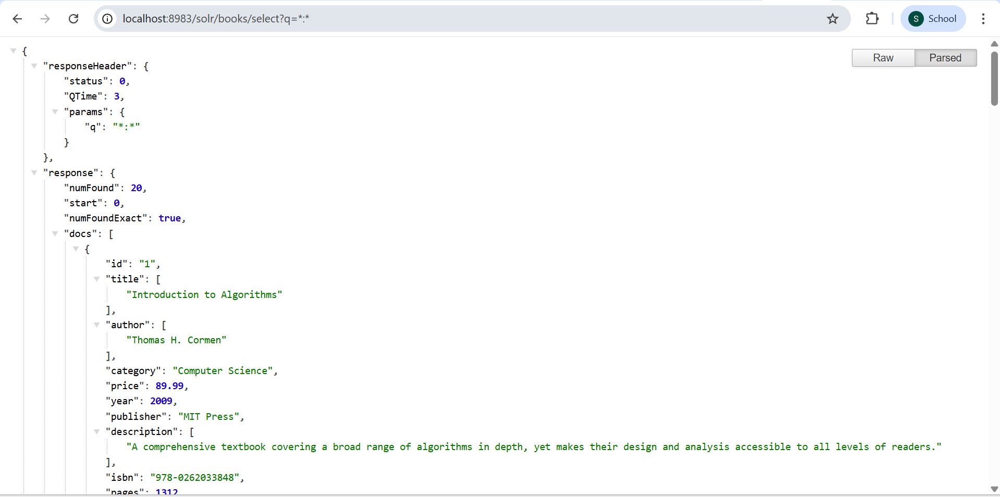 localhost:8983/solr/books/select?q=*:*
S School
Raw Parsed
{
"responseHeader": {
"status": 0,
"QTime": 3,
"params": {
"q": "*:*"
}
},
"response": {
"numFound": 20,
"start": 0,
"numFoundExact": true,
"docs": [
{
"id": "1",
"title": [
"Introduction to Algorithms"
],
"author": [
"Thomas H. Cormen"
],
"category": "Computer Science",
"price": 89.99,
"year": 2009,
"publisher": "MIT Press",
"description": [
"A comprehensive textbook covering a broad range of algorithms in depth, yet makes their design and analysis accessible to all levels of readers."
],
"isbn": "978-0262033848",
"pages": 1312